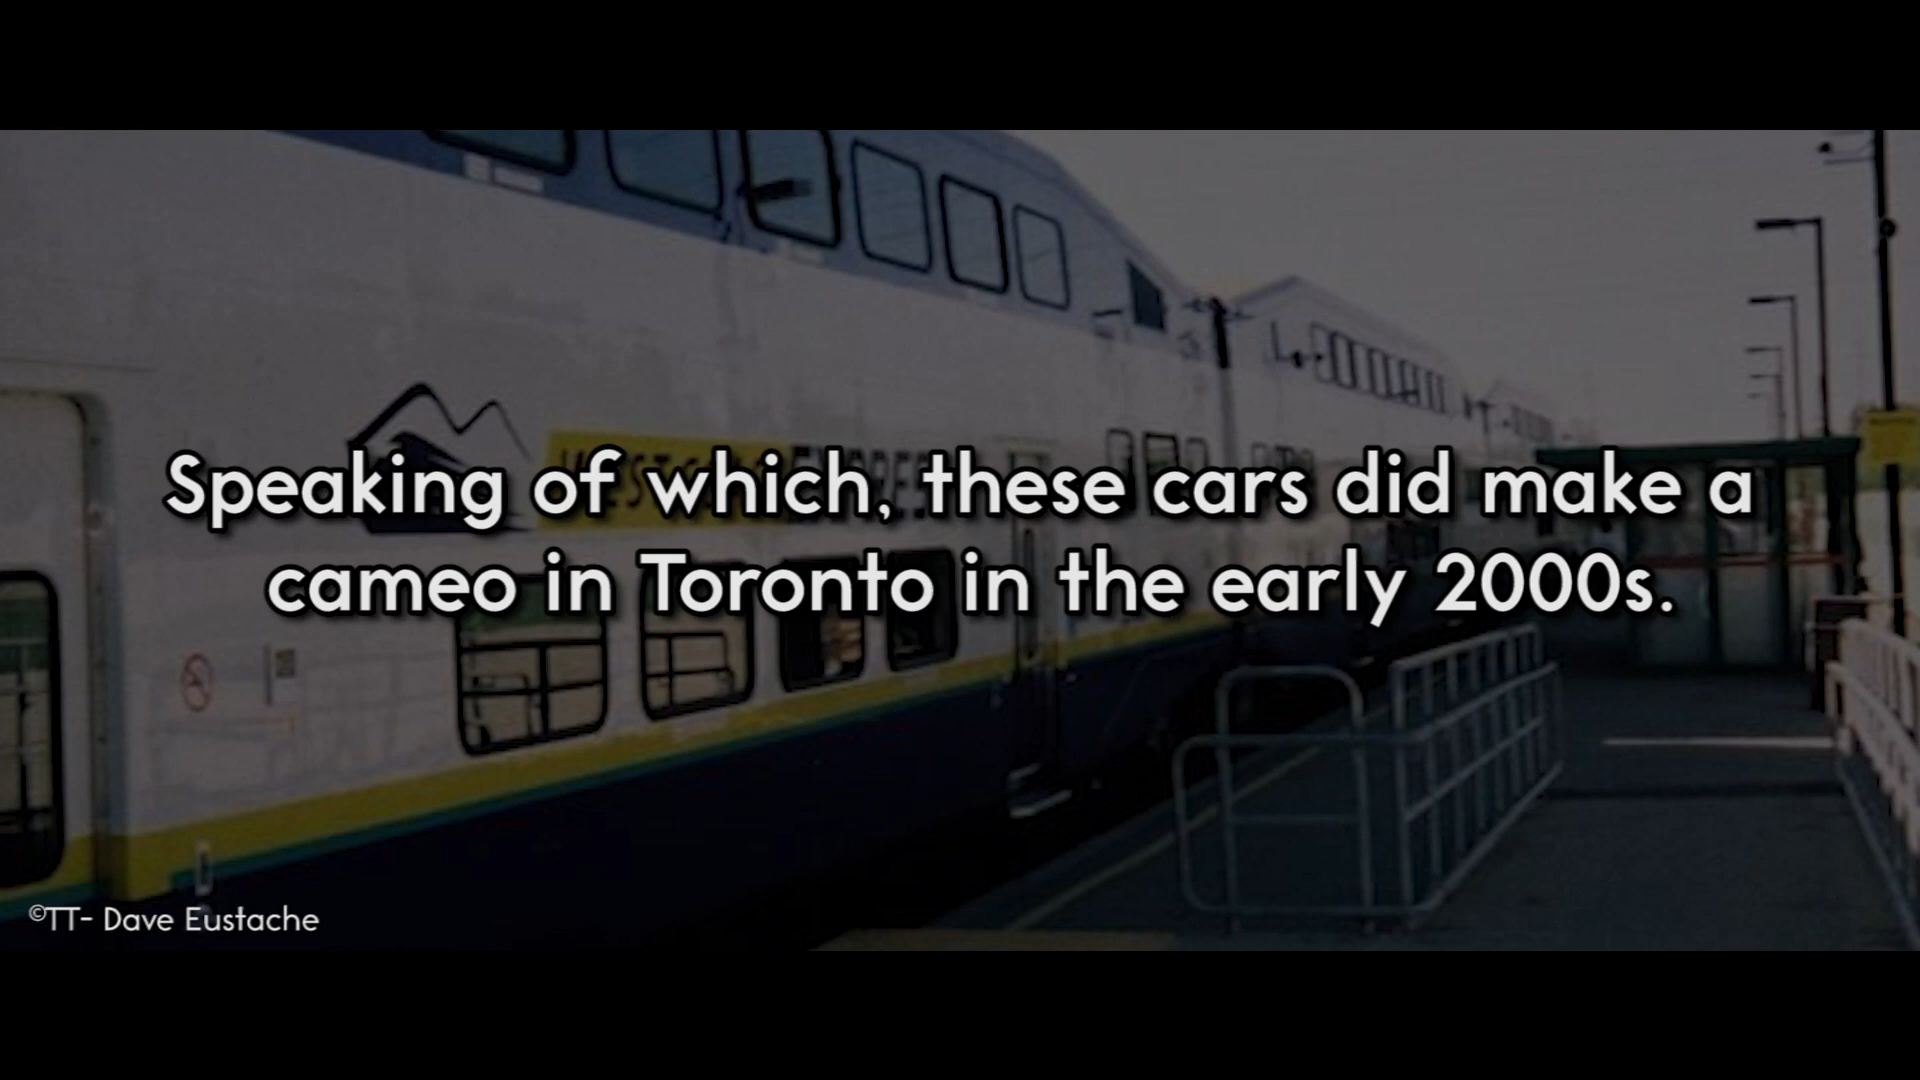 Speaking of which, these cars did make a
cameo in Toronto in the early 2000s.
©TT- Dave Eustache